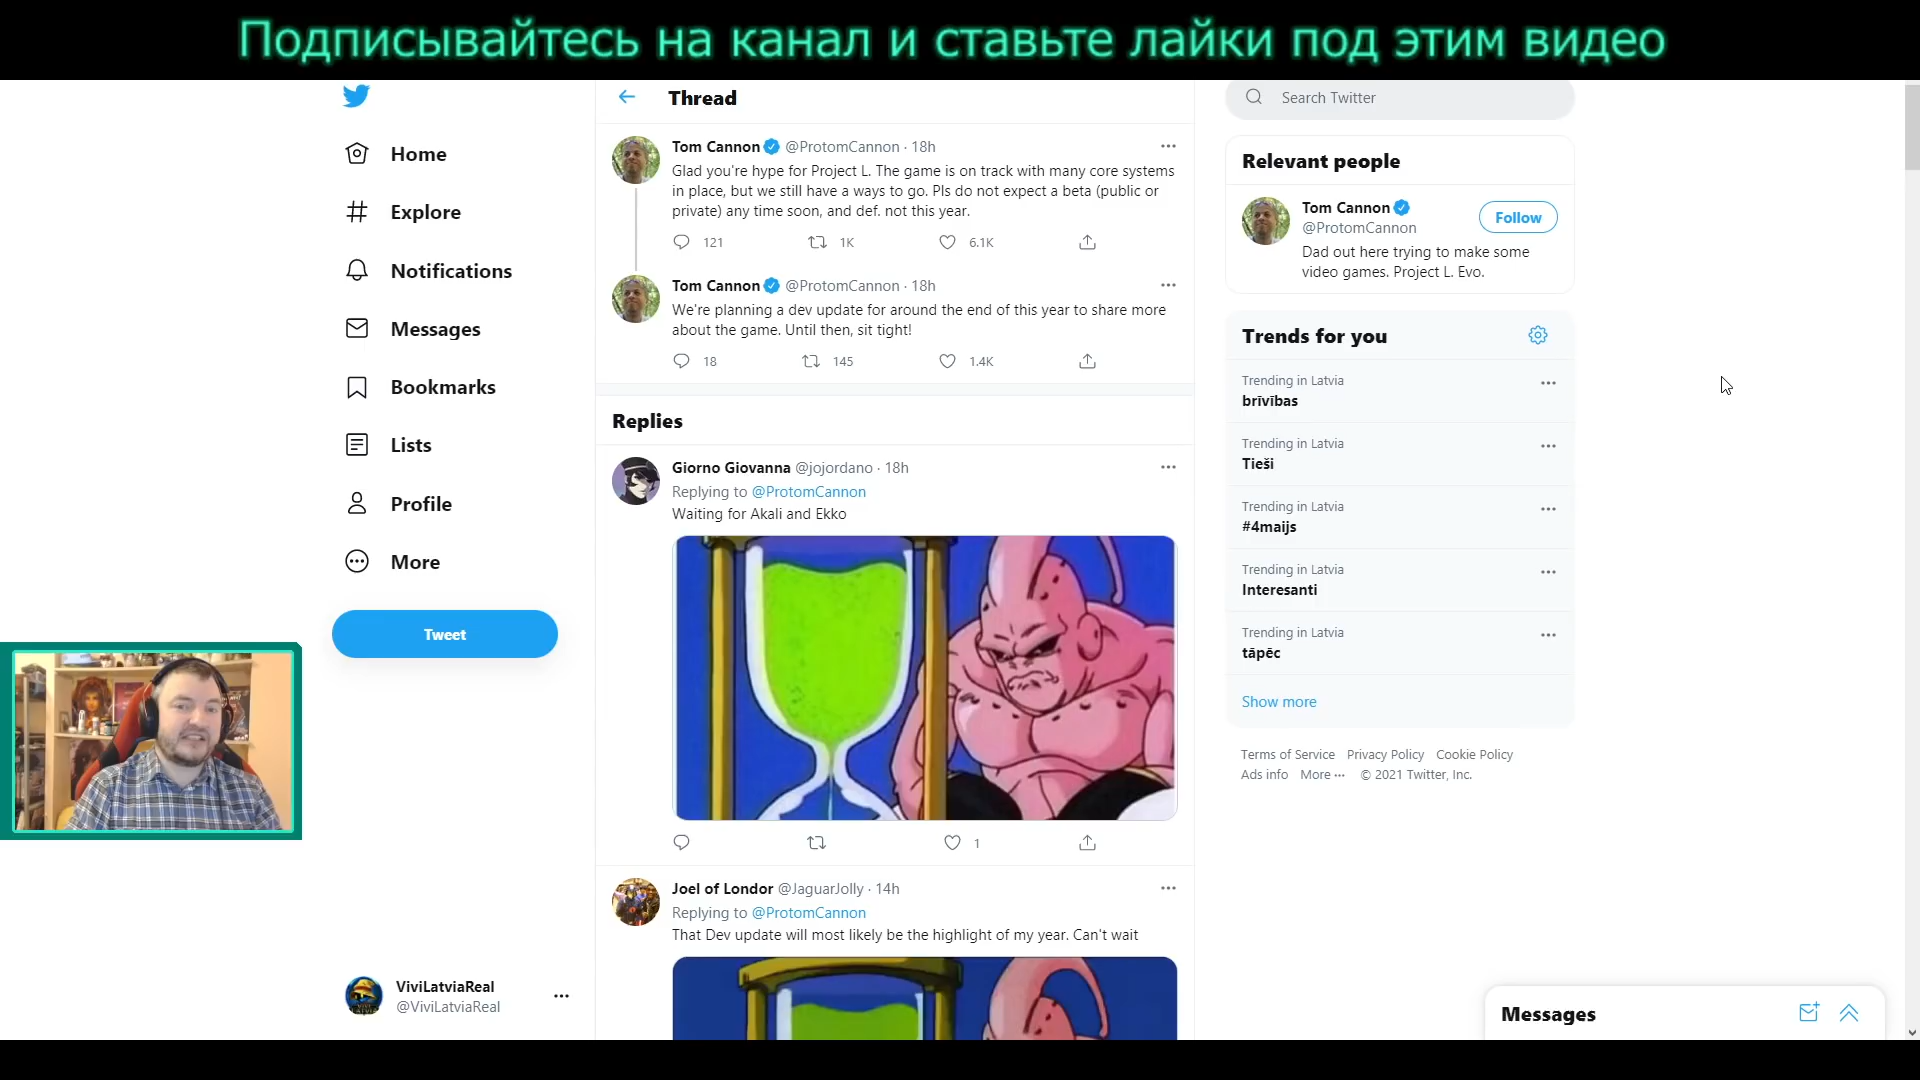 Подписывайтесь на канал и ставьте лайки под этим видео
Home
Explore
Notifications
Messages
Bookmarks
Lists
Profile
More
Tweet
ViviLatviaReal
@ViviLatviaReal
Thread
Tom Cannon @ProtomCannon · 18h
Glad you're hype for Project L. The game is on track with many core systems
in place, but we still have a ways to go. Pls do not expect a beta (public or
private) any time soon, and def. not this year.
121 1K 6.1K
Tom Cannon @ProtomCannon · 18h
We're planning a dev update for around the end of this year to share more
about the game. Until then, sit tight!
18 145 1.4K
Replies
Giorno Giovanna @jojordano · 18h
Replying to @ProtomCannon
Waiting for Akali and Ekko
1
Joel of Londor @JaguarJolly · 14h
Replying to @ProtomCannon
That Dev update will most likely be the highlight of my year. Can't wait
Search Twitter
Relevant people
Tom Cannon
@ProtomCannon
Follow
Dad out here trying to make some
video games. Project L. Evo.
Trends for you
Trending in Latvia
brīvības
Trending in Latvia
Tieši
Trending in Latvia
#4maijs
Trending in Latvia
Interesanti
Trending in Latvia
tāpēc
Show more
Terms of Service Privacy Policy Cookie Policy
Ads info More ··· © 2021 Twitter, Inc.
Messages